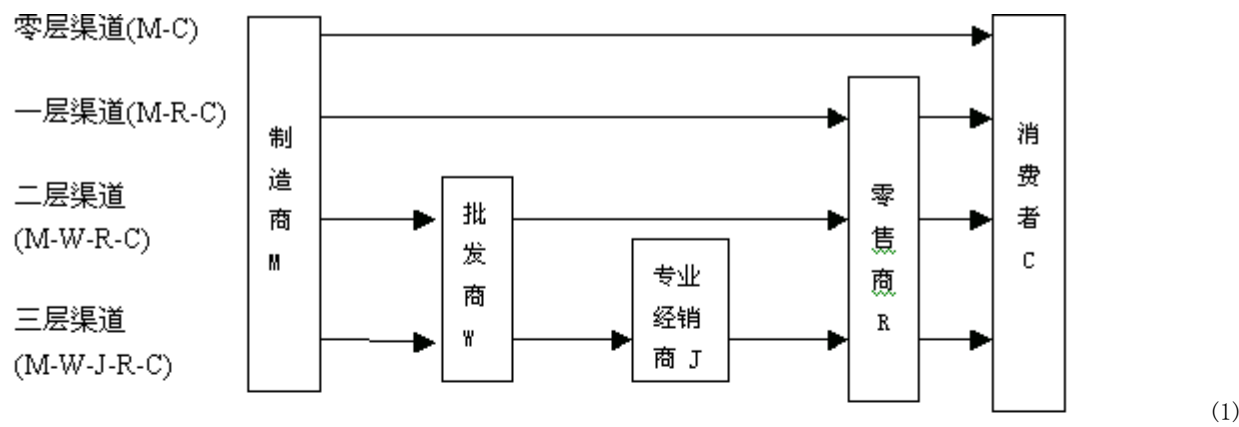 零层渠道(M-C)
一层渠道(M-R-C)
二层渠道
(M-W-R-C)
三层渠道
(M-W-J-R-C)
制
造
商
M
批
发
商
W
专业
经销
商 J
零
售
商
R
消
费
者
C
(1)